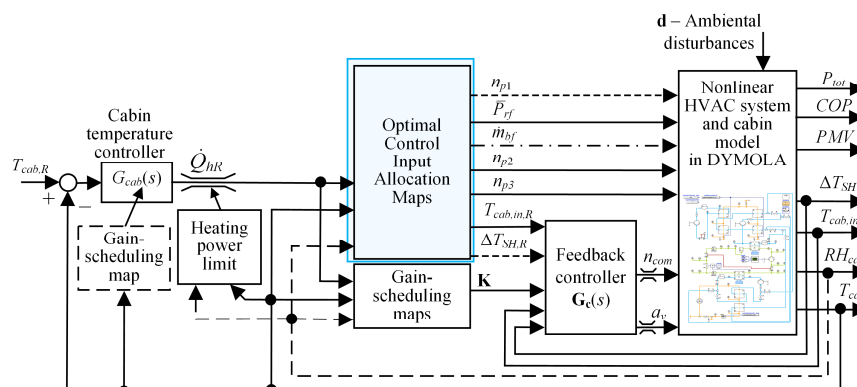 d – Ambiental
disturbances
Cabin
temperature
controller
T_cab,R
+
−
G_cab(s)
Q̇_hR
Gain-
scheduling
map
Heating
power
limit
Optimal
Control
Input
Allocation
Maps
Gain-
scheduling
maps
n_p1
P̅_rf
ṁ_bf
n_p2
n_p3
T_cab,in.R
ΔT_SH.R
K
Feedback
controller
G_c(s)
n_com
a_v
Nonlinear
HVAC system
and cabin
model
in DYMOLA
P_tot
COP
PMV
ΔT_SH
T_cab,in